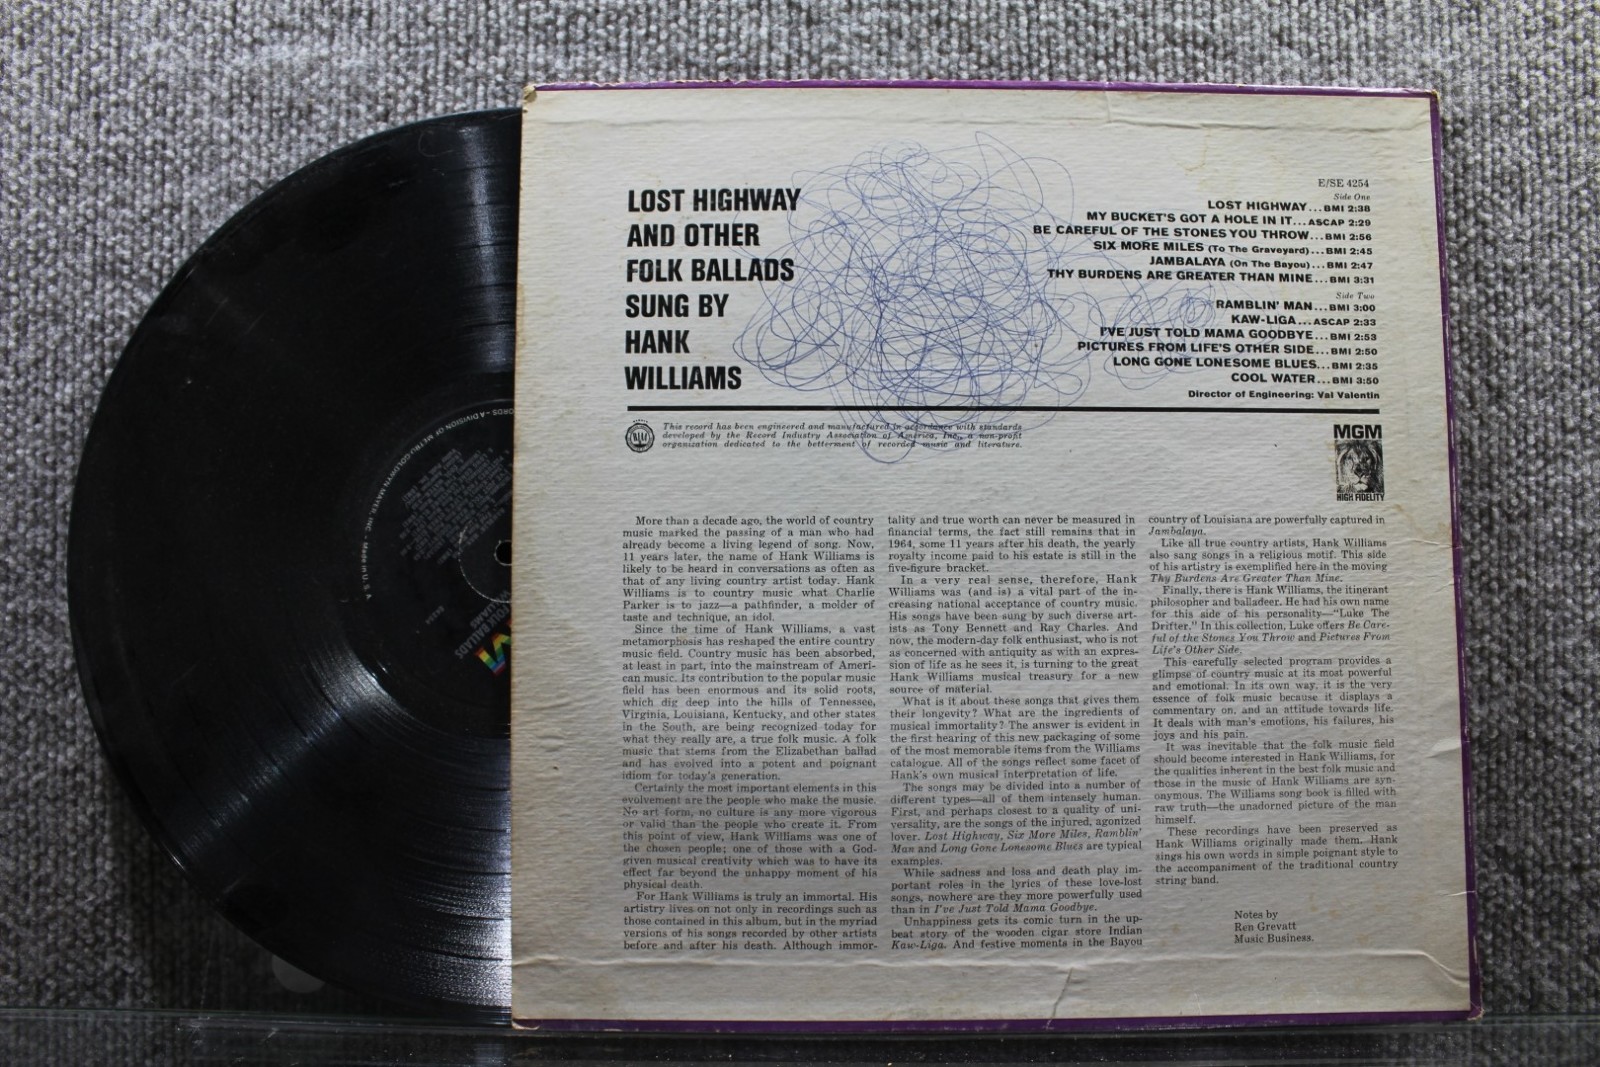 LOST HIGHWAY
AND OTHER
FOLK BALLADS
SUNG BY
HANK
WILLIAMS
E/SE 4254
Side One
LOST HIGHWAY...BMI 2:38
MY BUCKET'S GOT A HOLE IN IT...ASCAP 2:29
BE CAREFUL OF THE STONES YOU THROW...BMI 2:56
SIX MORE MILES (To The Graveyard)...BMI 2:45
JAMBALAYA (On The Bayou)...BMI 2:47
THY BURDENS ARE GREATER THAN MINE...BMI 3:31
Side Two
RAMBLIN' MAN...BMI 3:00
KAW-LIGA...ASCAP 2:33
I'VE JUST TOLD MAMA GOODBYE...BMI 2:53
PICTURES FROM LIFE'S OTHER SIDE...BMI 2:50
LONG GONE LONESOME BLUES...BMI 2:35
COOL WATER...BMI 3:50
Director of Engineering: Val Valentin
This record has been engineered and manufactured in accordance with standards
developed by the Record Industry Association of America, Inc., a non-profit
organization dedicated to the betterment of recorded music and literature.
MGM
HIGH FIDELITY
More than a decade ago, the world of country
music marked the passing of a man who had
already become a living legend of song. Now,
11 years later, the name of Hank Williams is
likely to be heard in conversations as often as
that of any living country artist today. Hank
Williams is to country music what Charlie
Parker is to jazz—a pathfinder, a molder of
taste and technique, an idol.
Since the time of Hank Williams, a vast
metamorphosis has reshaped the entire country
music field. Country music has been absorbed,
at least in part, into the mainstream of Ameri-
can music. Its contribution to the popular music
field has been enormous and its solid roots,
which dig deep into the hills of Tennessee,
Virginia, Louisiana, Kentucky, and other states
in the South, are being recognized today for
what they really are, a true folk music. A folk
music that stems from the Elizabethan ballad
and has evolved into a potent and poignant
idiom for today's generation.
Certainly the most important elements in this
evolvement are the people who make the music.
No art form, no culture is any more vigorous
or valid than the people who create it. From
this point of view, Hank Williams was one of
the chosen people; one of those with a God-
given musical creativity which was to have its
effect far beyond the unhappy moment of his
physical death.
For Hank Williams is truly an immortal. His
artistry lives on not only in recordings such as
those contained in this album, but in the myriad
versions of his songs recorded by other artists
before and after his death. Although immor-
tality and true worth can never be measured in
financial terms, the fact still remains that in
1964, some 11 years after his death, the yearly
royalty income paid to his estate is still in the
five-figure bracket.
In a very real sense, therefore, Hank
Williams was (and is) a vital part of the in-
creasing national acceptance of country music.
His songs have been sung by such diverse art-
ists as Tony Bennett and Ray Charles. And
now, the modern-day folk enthusiast, who is not
as concerned with antiquity as with an expres-
sion of life as he sees it, is turning to the great
Hank Williams musical treasury for a new
source of material.
What is it about these songs that gives them
their longevity? What are the ingredients of
musical immortality? The answer is evident in
the first hearing of this new packaging of some
of the most memorable items from the Williams
catalogue. All of the songs reflect some facet of
Hank's own musical interpretation of life.
The songs may be divided into a number of
different types—all of them intensely human.
First, and perhaps closest to a quality of uni-
versality, are the songs of the injured, agonized
lover. Lost Highway, Six More Miles, Ramblin'
Man and Long Gone Lonesome Blues are typical
examples.
While sadness and loss and death play im-
portant roles in the lyrics of these love-lost
songs, nowhere are they more powerfully used
than in I've Just Told Mama Goodbye.
Unhappiness gets its comic turn in the up-
beat story of the wooden cigar store Indian
Kaw-Liga. And festive moments in the Bayou
country of Louisiana are powerfully captured in
Jambalaya.
Like all true country artists, Hank Williams
also sang songs in a religious motif. This side
of his artistry is exemplified here in the moving
Thy Burdens Are Greater Than Mine.
Finally, there is Hank Williams, the itinerant
philosopher and balladeer. He had his own name
for this side of his personality—"Luke The
Drifter." In this collection, Luke offers Be Care-
ful of the Stones You Throw and Pictures From
Life's Other Side.
This carefully selected program provides a
glimpse of country music at its most powerful
and emotional. In its own way, it is the very
essence of folk music because it displays a
commentary on, and an attitude towards life.
It deals with man's emotions, his failures, his
joys and his pain.
It was inevitable that the folk music field
should become interested in Hank Williams, for
the qualities inherent in the best folk music and
those in the music of Hank Williams are syn-
onymous. The Williams song book is filled with
raw truth—the unadorned picture of the man
himself.
These recordings have been preserved as
Hank Williams originally made them. Hank
sings his own words in simple poignant style to
the accompaniment of the traditional country
string band.
Notes by
Ren Grevatt
Music Business.
A DIVISION OF METRO-GOLDWYN-MAYER, INC. • Made in U.S.A.